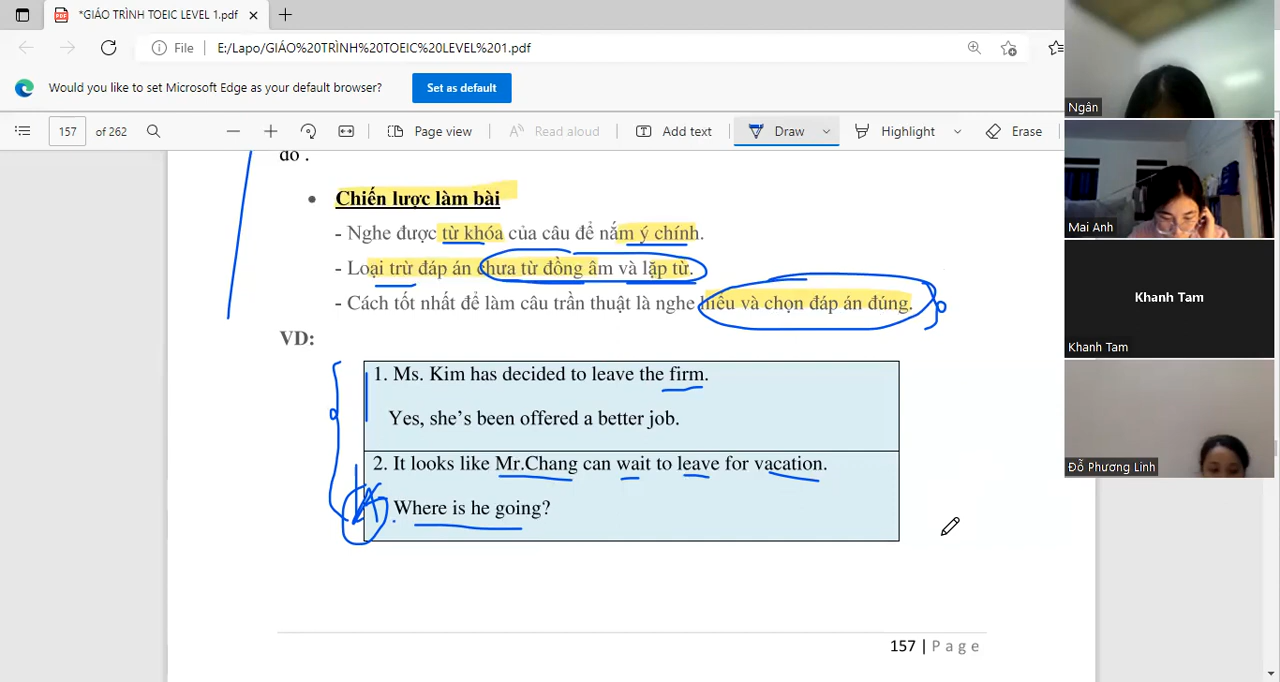 *GIÁO TRÌNH TOEIC LEVEL 1.pdf
File E:/Lapo/GIÁO%20TRÌNH%20TOEIC%20LEVEL%201.pdf
Would you like to set Microsoft Edge as your default browser? Set as default
157 of 262 Page view Read aloud Add text Draw Highlight Erase
Chiến lược làm bài
- Nghe được từ khóa của câu để nắm ý chính.
- Loại trừ đáp án chưa từ đồng âm và lặp từ.
- Cách tốt nhất để làm câu trần thuật là nghe hiêu và chọn đáp án đúng.
VD:
1. Ms. Kim has decided to leave the firm.
Yes, she's been offered a better job.
2. It looks like Mr.Chang can wait to leave for vacation.
A. Where is he going?
157 | Page
Ngân
Mai Anh
Khanh Tam
Khanh Tam
Đỗ Phương Linh